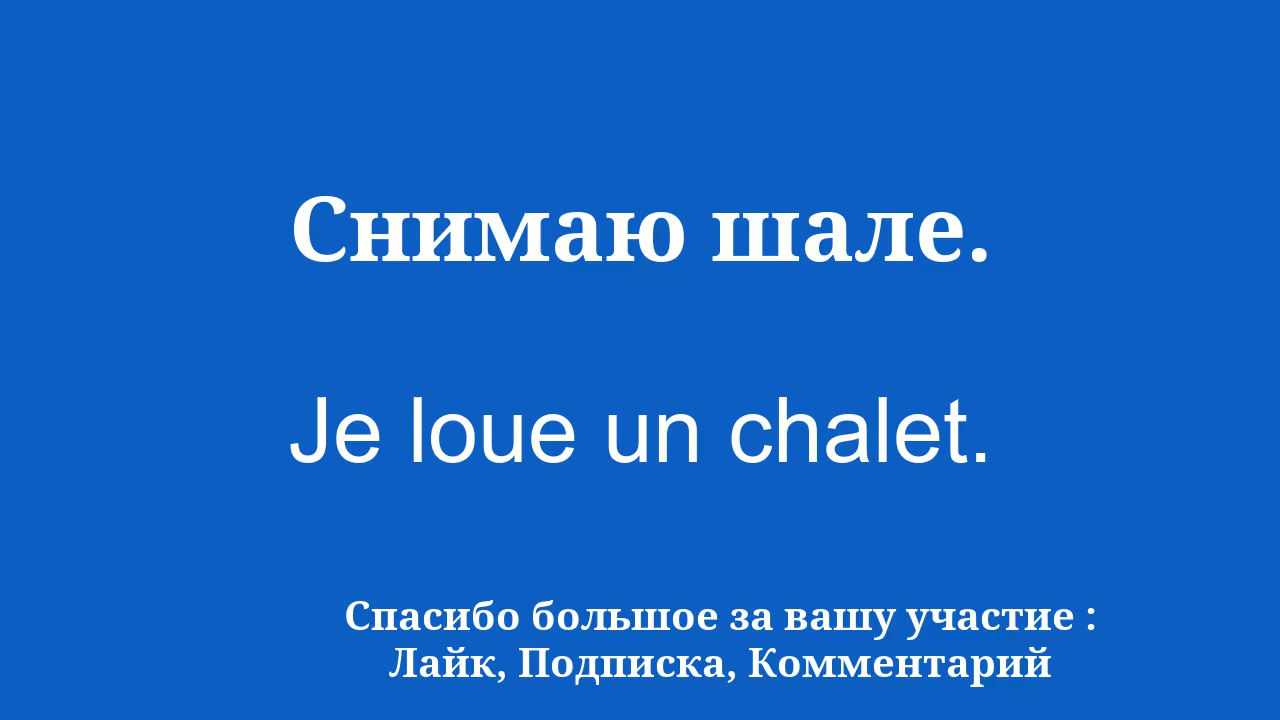 Снимаю шале.
Je loue un chalet.
Спасибо большое за вашу участие :
Лайк, Подписка, Комментарий